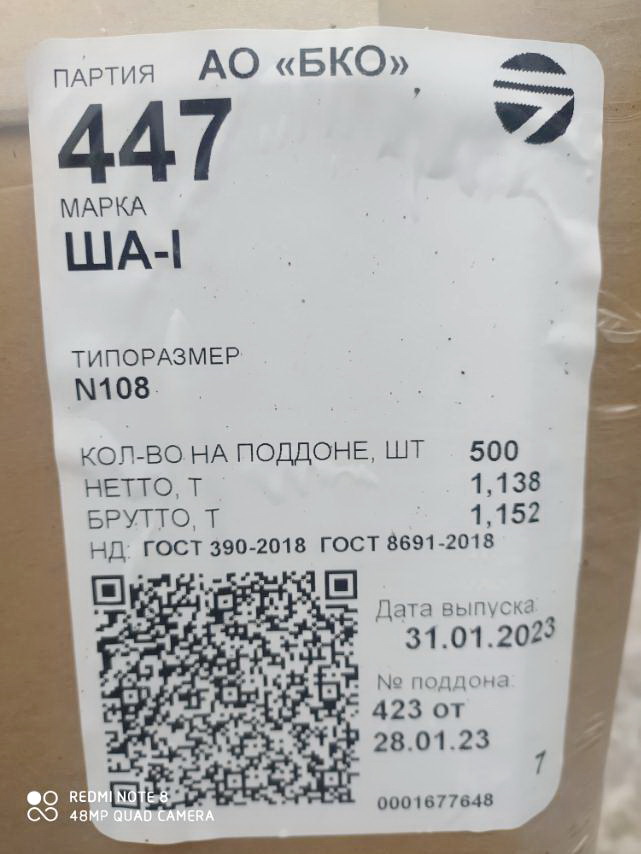 ПАРТИЯ АО «БКО»
447
МАРКА
ША-I
ТИПОРАЗМЕР
N108
КОЛ-ВО НА ПОДДОНЕ, ШТ 500
НЕТТО, Т 1,138
БРУТТО, Т 1,152
НД: ГОСТ 390-2018 ГОСТ 8691-2018
Дата выпуска:
31.01.2023
№ поддона:
423 от
28.01.23
1
0001677648
REDMI NOTE 8
48MP QUAD CAMERA